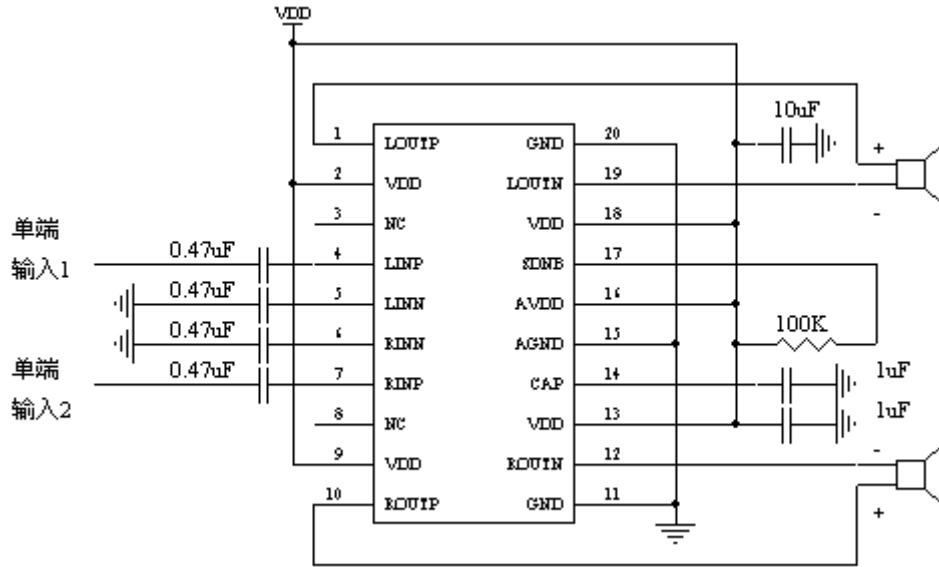 VDD
10uF
1 LOUTP GND 20
+
2 VDD LOUTN 19
-
3 NC VDD 18
单端
输入1
0.47uF
4 LINP SDNB 17
0.47uF
5 LINN AVDD 16
0.47uF
6 RINN AGND 15
100K
单端
输入2
0.47uF
7 RINP CAP 14
1uF
8 NC VDD 13
1uF
9 VDD ROUTN 12
-
10 ROUTP GND 11
+